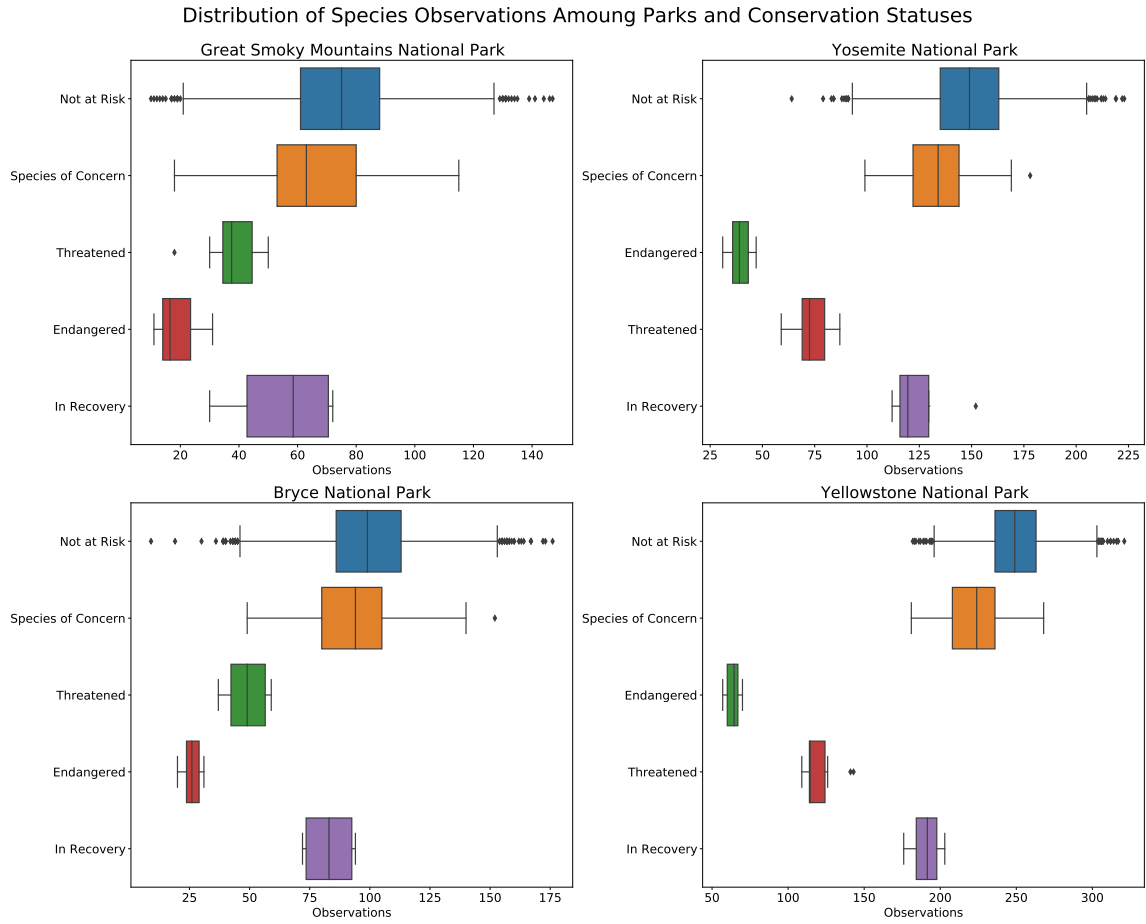 Distribution of Species Observations Amoung Parks and Conservation Statuses
Great Smoky Mountains National Park
Not at Risk
Species of Concern
Threatened
Endangered
In Recovery
20 40 60 80 100 120 140
Observations
Yosemite National Park
Not at Risk
Species of Concern
Endangered
Threatened
In Recovery
25 50 75 100 125 150 175 200 225
Observations
Bryce National Park
Not at Risk
Species of Concern
Threatened
Endangered
In Recovery
25 50 75 100 125 150 175
Observations
Yellowstone National Park
Not at Risk
Species of Concern
Endangered
Threatened
In Recovery
50 100 150 200 250 300
Observations